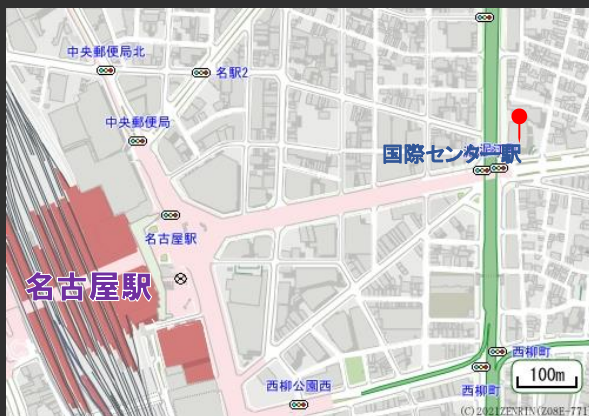 中央郵便局北
名駅2
中央郵便局
国際センター駅
名古屋駅
名古屋駅
西柳町
100m
西柳公園西
西柳町
(C)2021ZENRIN(Z08E-771